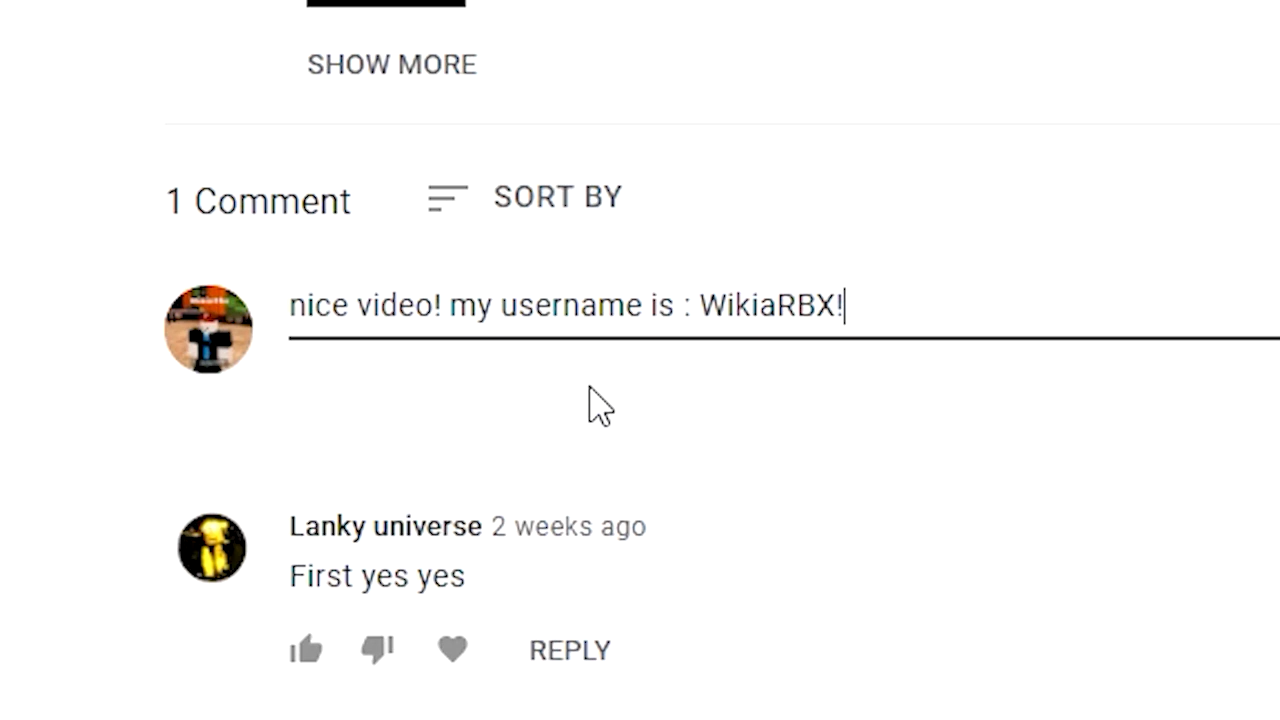 SHOW MORE
1 Comment
SORT BY
nice video! my username is : WikiaRBX!
Lanky universe 2 weeks ago
First yes yes
REPLY